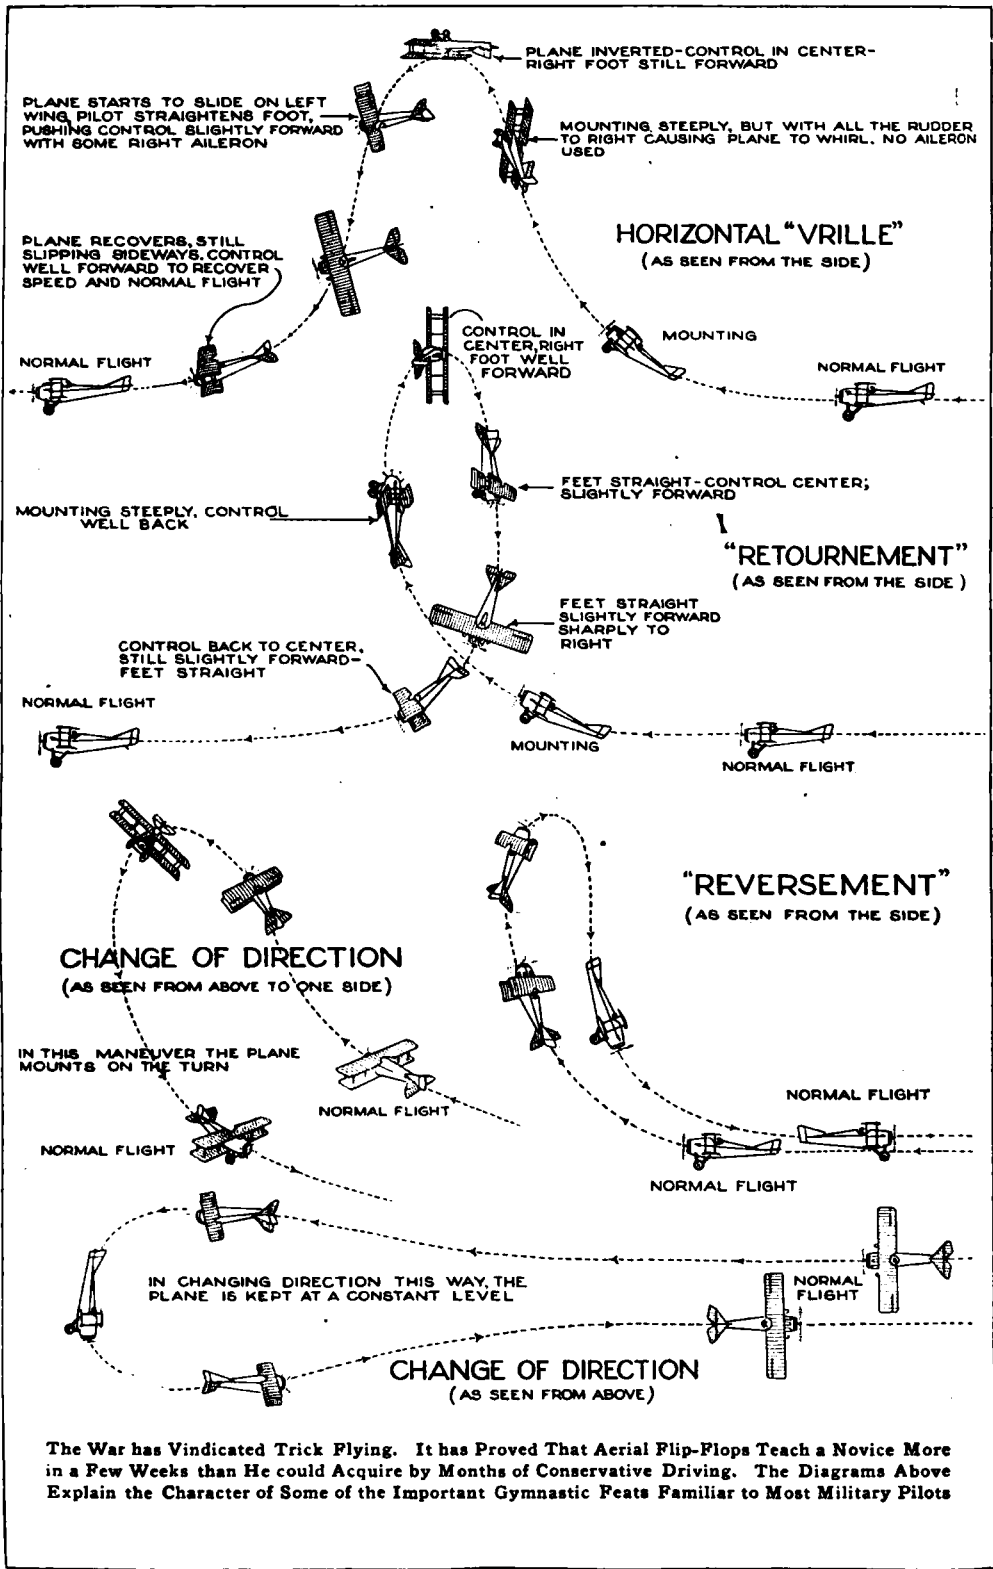 PLANE INVERTED-CONTROL IN CENTER-
RIGHT FOOT STILL FORWARD
PLANE STARTS TO SLIDE ON LEFT
WING, PILOT STRAIGHTENS FOOT,
PUSHING CONTROL SLIGHTLY FORWARD
WITH SOME RIGHT AILERON
MOUNTING STEEPLY, BUT WITH ALL THE RUDDER
TO RIGHT CAUSING PLANE TO WHIRL. NO AILERON
USED
HORIZONTAL "VRILLE"
(AS SEEN FROM THE SIDE)
PLANE RECOVERS, STILL
SLIPPING SIDEWAYS. CONTROL
WELL FORWARD TO RECOVER
SPEED AND NORMAL FLIGHT
NORMAL FLIGHT
MOUNTING
NORMAL FLIGHT
CONTROL IN
CENTER, RIGHT
FOOT WELL
FORWARD
FEET STRAIGHT-CONTROL CENTER;
SLIGHTLY FORWARD
MOUNTING STEEPLY, CONTROL
WELL BACK
"RETOURNEMENT"
(AS SEEN FROM THE SIDE)
FEET STRAIGHT
SLIGHTLY FORWARD
SHARPLY TO
RIGHT
CONTROL BACK TO CENTER,
STILL SLIGHTLY FORWARD-
FEET STRAIGHT
NORMAL FLIGHT
MOUNTING
NORMAL FLIGHT
"REVERSEMENT"
(AS SEEN FROM THE SIDE)
CHANGE OF DIRECTION
(AS SEEN FROM ABOVE TO ONE SIDE)
IN THIS MANEUVER THE PLANE
MOUNTS ON THE TURN
NORMAL FLIGHT
NORMAL FLIGHT
NORMAL FLIGHT
NORMAL FLIGHT
IN CHANGING DIRECTION THIS WAY, THE
PLANE IS KEPT AT A CONSTANT LEVEL
NORMAL
FLIGHT
CHANGE OF DIRECTION
(AS SEEN FROM ABOVE)
The War has Vindicated Trick Flying. It has Proved That Aerial Flip-Flops Teach a Novice More
in a Few Weeks than He could Acquire by Months of Conservative Driving. The Diagrams Above
Explain the Character of Some of the Important Gymnastic Feats Familiar to Most Military Pilots